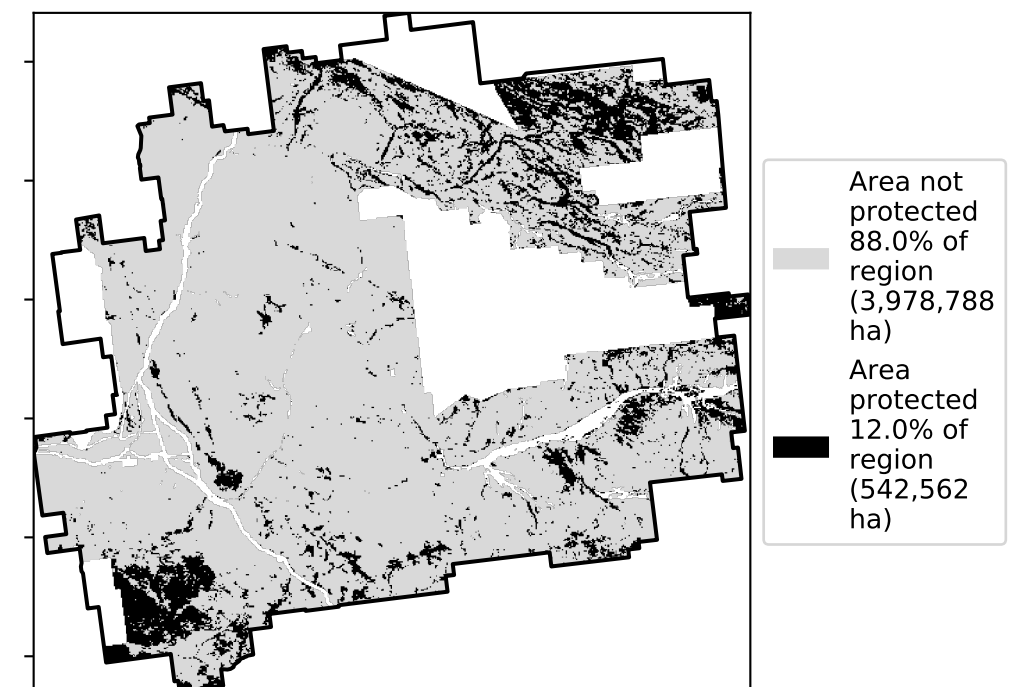 Area not
protected
88.0% of
region
(3,978,788
ha)
Area
protected
12.0% of
region
(542,562
ha)